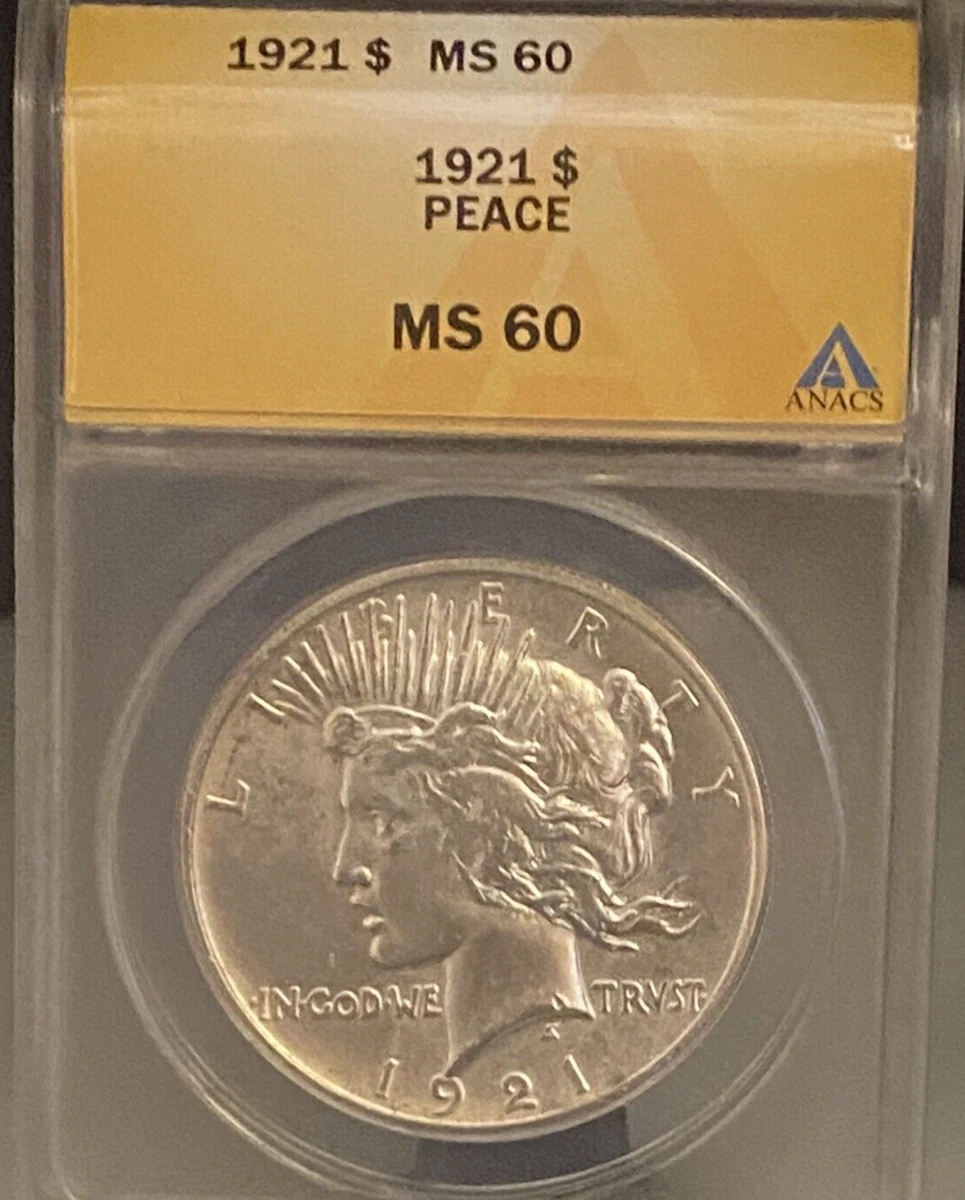 1921 $ MS 60
1921 $
PEACE
MS 60
A
ANACS
LIBERTY
IN·GOD·WE TRVST·
1921